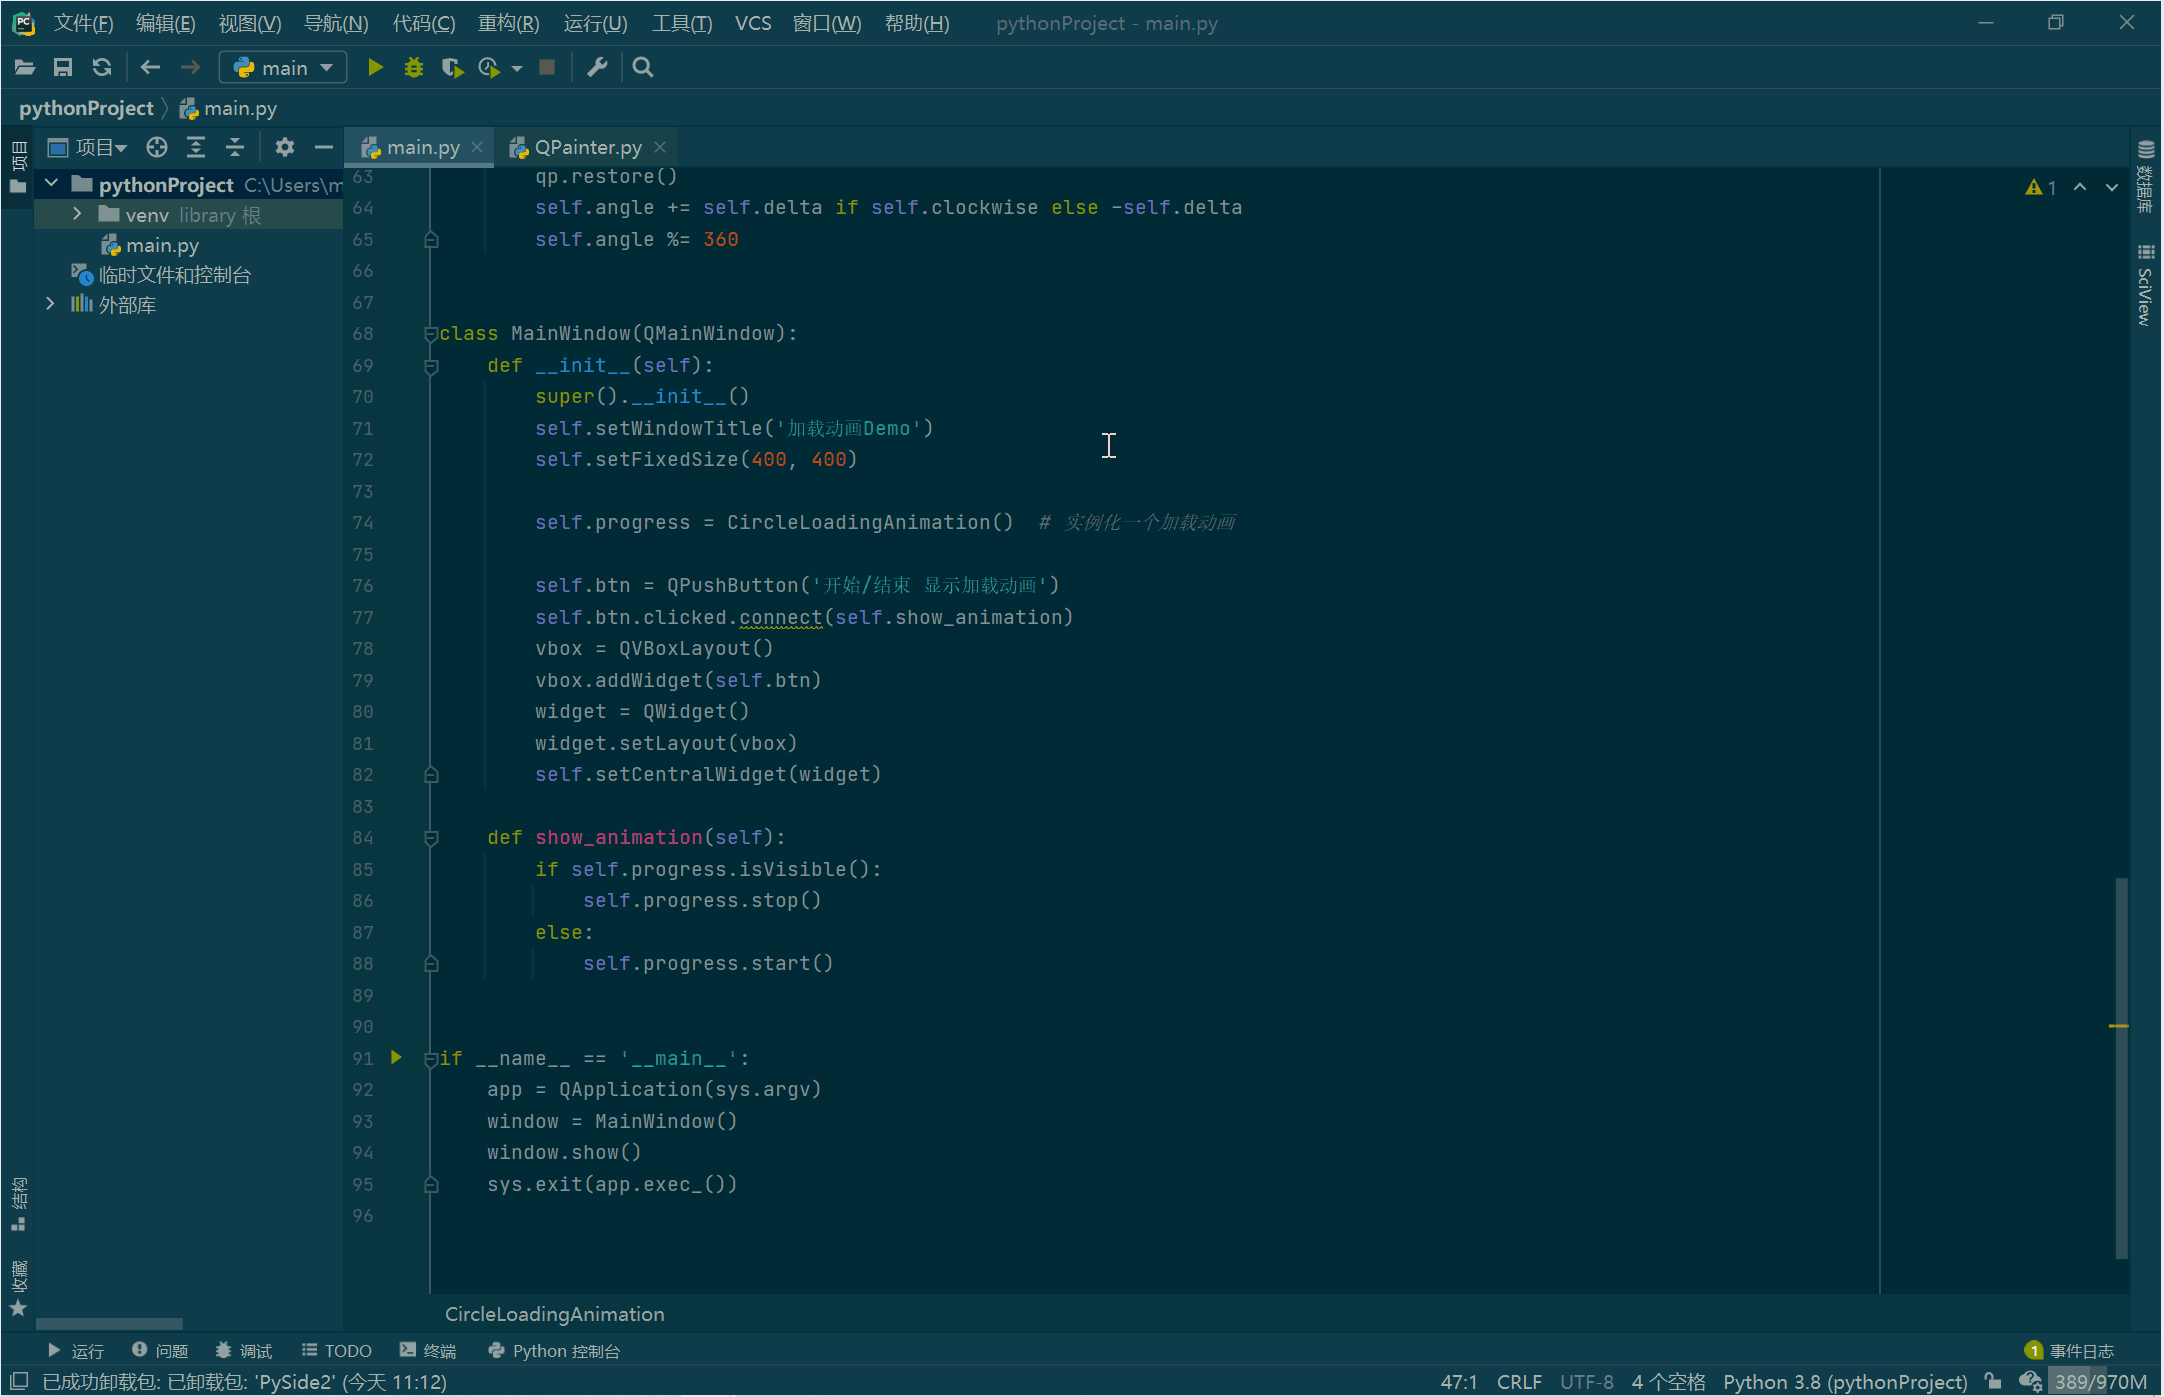 文件(F) 编辑(E) 视图(V) 导航(N) 代码(C) 重构(R) 运行(U) 工具(T) VCS 窗口(W) 帮助(H) pythonProject - main.py
main
pythonProject main.py
项目 main.py QPainter.py
项目
pythonProject C:\Users\m
venv library 根
main.py
临时文件和控制台
外部库
63 qp.restore()
64 self.angle += self.delta if self.clockwise else -self.delta
65 self.angle %= 360
66
67
68 class MainWindow(QMainWindow):
69 def __init__(self):
70 super().__init__()
71 self.setWindowTitle('加载动画Demo')
72 self.setFixedSize(400, 400)
73
74 self.progress = CircleLoadingAnimation()  # 实例化一个加载动画
75
76 self.btn = QPushButton('开始/结束 显示加载动画')
77 self.btn.clicked.connect(self.show_animation)
78 vbox = QVBoxLayout()
79 vbox.addWidget(self.btn)
80 widget = QWidget()
81 widget.setLayout(vbox)
82 self.setCentralWidget(widget)
83
84 def show_animation(self):
85 if self.progress.isVisible():
86 self.progress.stop()
87 else:
88 self.progress.start()
89
90
91 if __name__ == '__main__':
92 app = QApplication(sys.argv)
93 window = MainWindow()
94 window.show()
95 sys.exit(app.exec_())
96
1
数据库
SciView
结构
收藏
CircleLoadingAnimation
运行 问题 调试 TODO 终端 Python 控制台 1 事件日志
已成功卸载包: 已卸载包: 'PySide2' (今天 11:12) 47:1 CRLF UTF-8 4 个空格 Python 3.8 (pythonProject) 389/970M